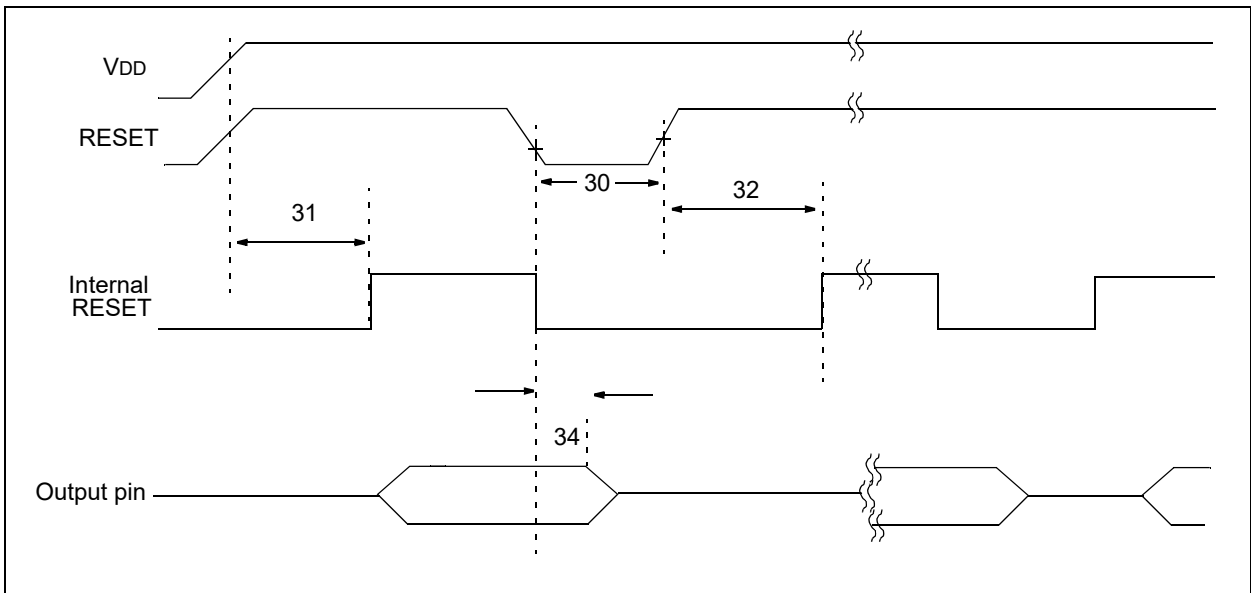 VDD
RESET
30
32
31
Internal
RESET
34
Output pin